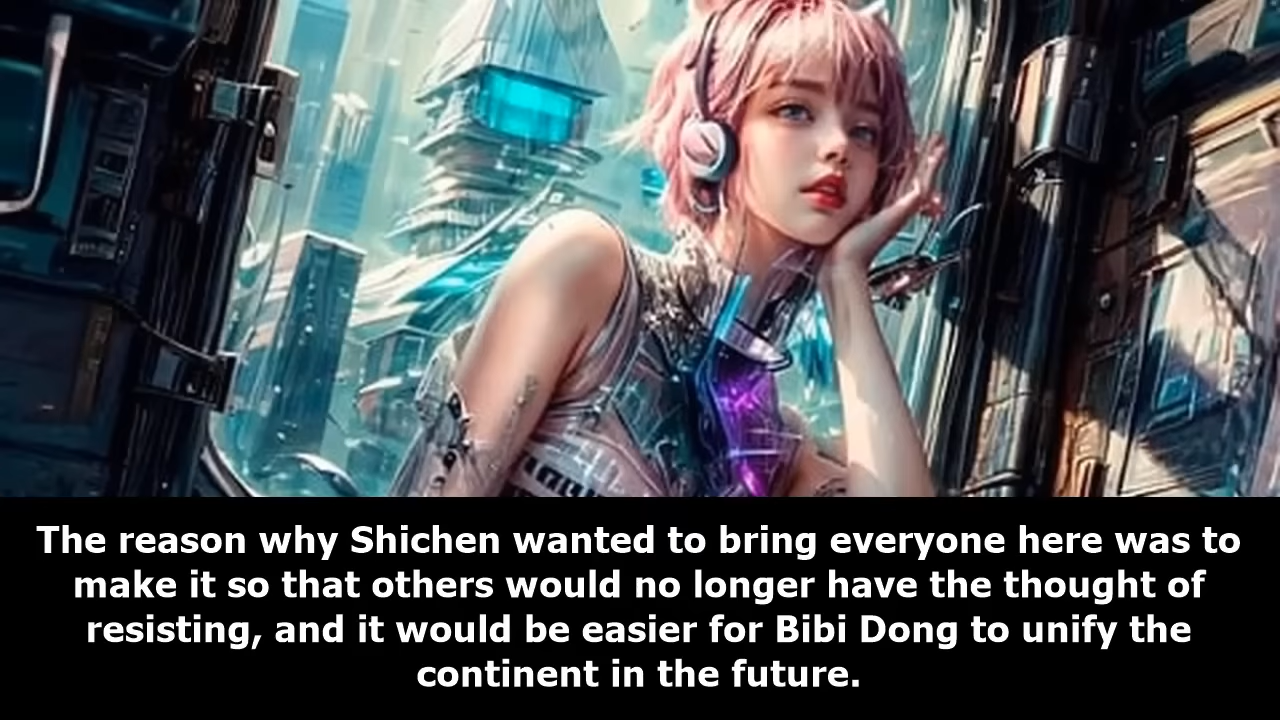 The reason why Shichen wanted to bring everyone here was to
make it so that others would no longer have the thought of
resisting, and it would be easier for Bibi Dong to unify the
continent in the future.